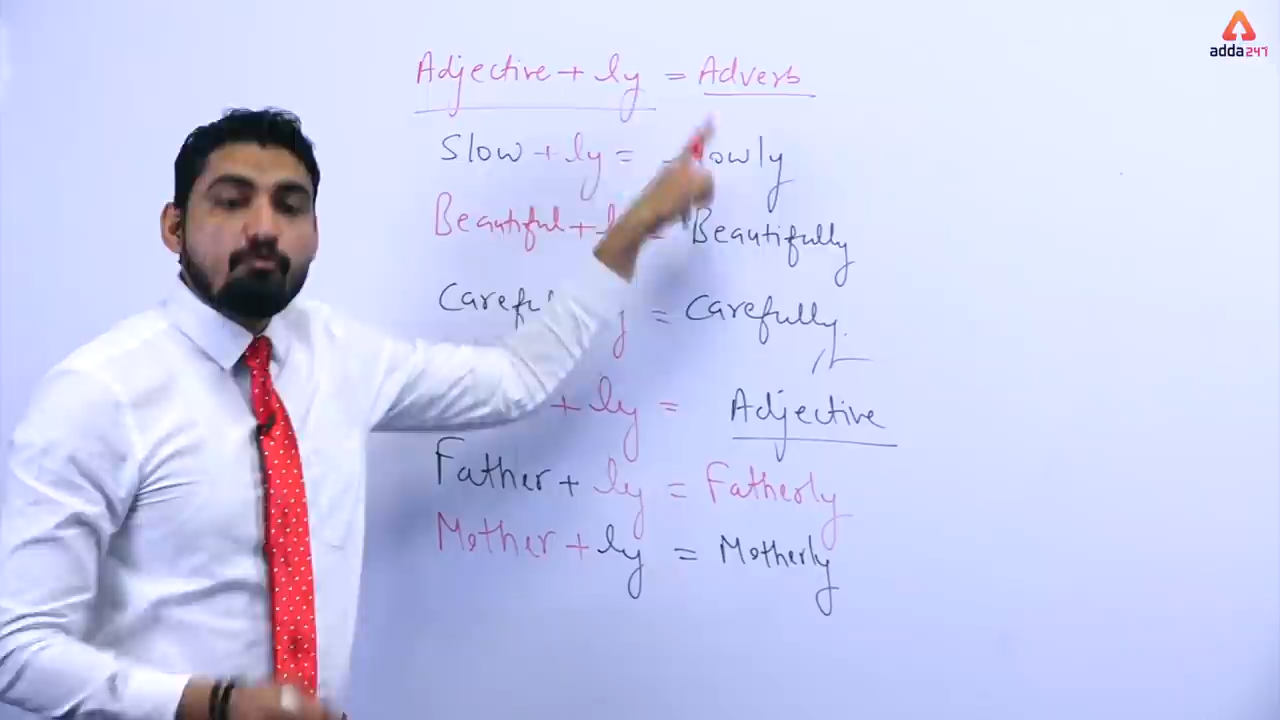 adda247
Adjective + ly = Adverb
Slow + ly =
Beautiful + = Beautifully
= Carefully.
+ ly = Adjective
Father + ly = Fatherly
Mother + ly = Motherly